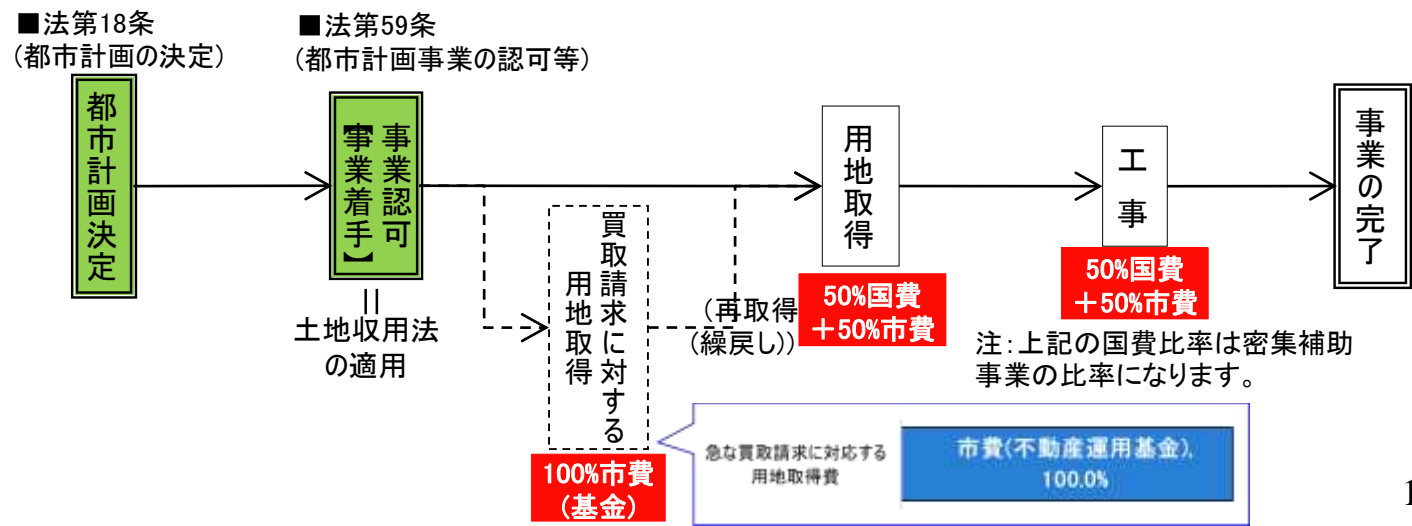 ■法第18条
(都市計画の決定)
■法第59条
(都市計画事業の認可等)
都市計画決定
事業認可
【事業着手】
||
土地収用法
の適用
買取請求に対する
用地取得
100%市費
(基金)
(再取得
(繰戻し))
用地取得
50%国費
＋50%市費
工事
50%国費
＋50%市費
事業の完了
注:上記の国費比率は密集補助
事業の比率になります。
急な買取請求に対応する
用地取得費
市費(不動産運用基金),
100.0%
1